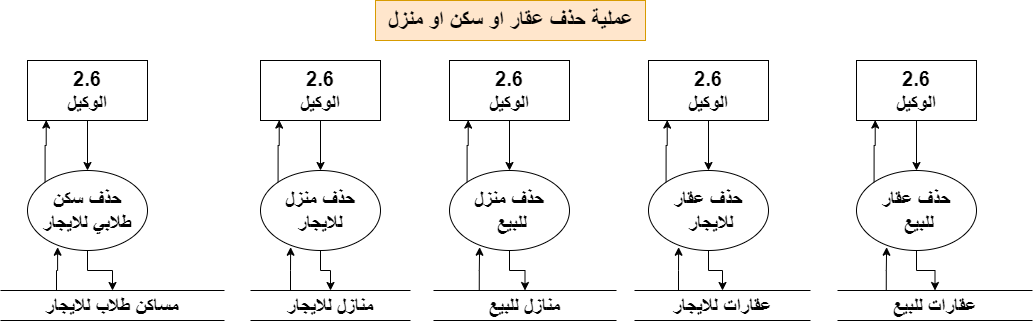 عملية حذف عقار او سكن او منزل
2.6
الوكيل
2.6
الوكيل
2.6
الوكيل
2.6
الوكيل
2.6
الوكيل
حذف عقار
للبيع
حذف عقار
للايجار
حذف منزل
للبيع
حذف منزل
للايجار
حذف سكن
طلابي للايجار
عقارات للبيع
عقارات للايجار
منازل للبيع
منازل للايجار
مساكن طلاب للايجار